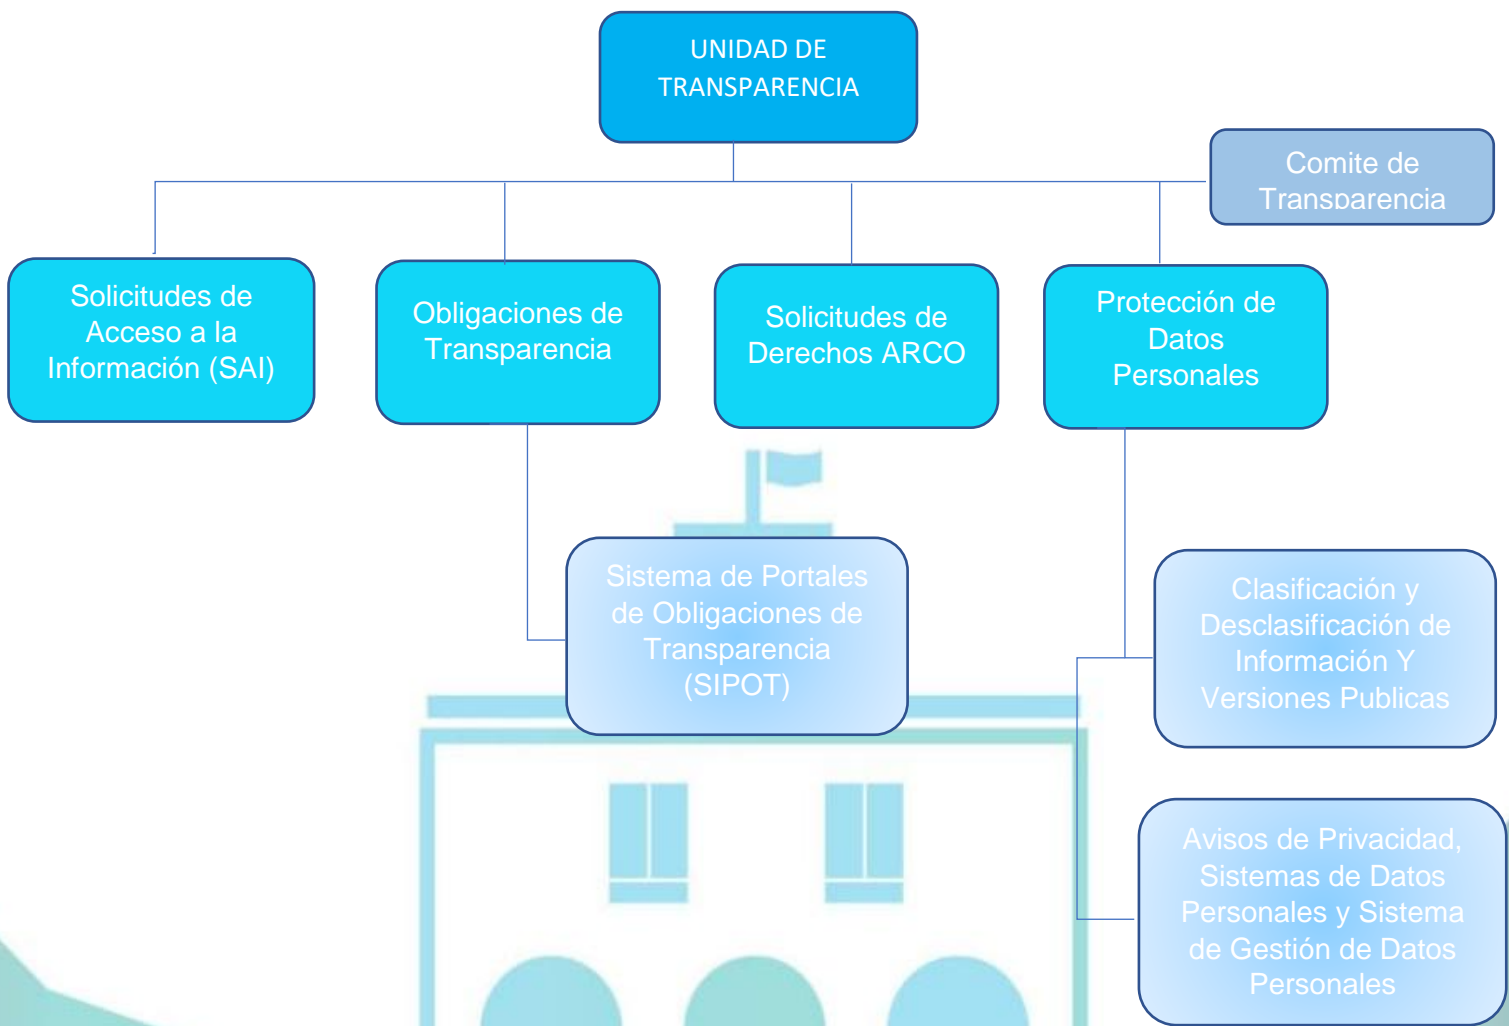 UNIDAD DE
TRANSPARENCIA
Comite de
Transparencia
Solicitudes de
Acceso a la
Información (SAI)
Obligaciones de
Transparencia
Solicitudes de
Derechos ARCO
Protección de
Datos
Personales
Sistema de Portales
de Obligaciones de
Transparencia
(SIPOT)
Clasificación y
Desclasificación de
Información Y
Versiones Publicas
Avisos de Privacidad,
Sistemas de Datos
Personales y Sistema
de Gestión de Datos
Personales